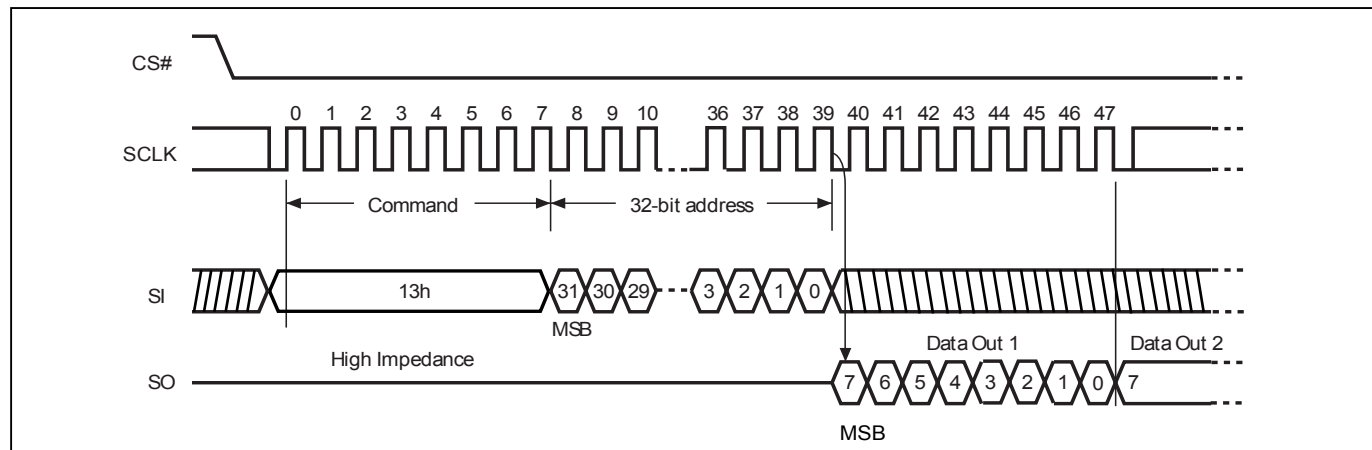 CS#
0 1 2 3 4 5 6 7 8 9 10 36 37 38 39 40 41 42 43 44 45 46 47
SCLK
Command 32-bit address
SI 13h 31 30 29 3 2 1 0
MSB
Data Out 1 Data Out 2
High Impedance
SO 7 6 5 4 3 2 1 0 7
MSB